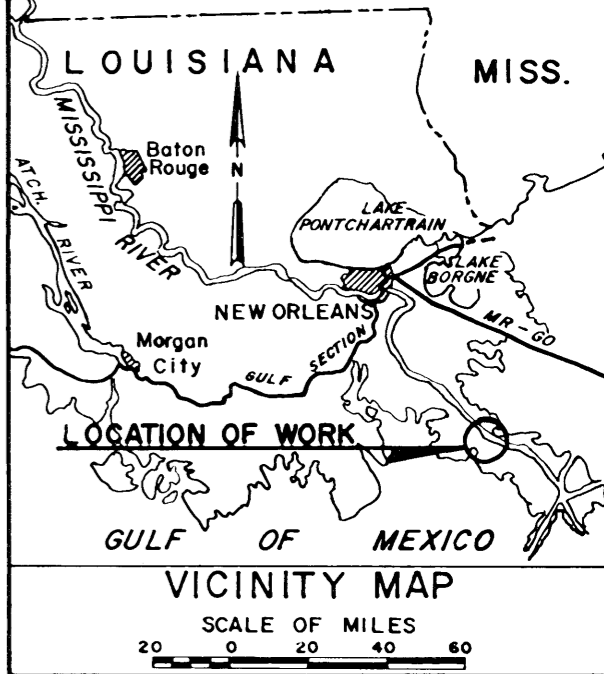 LOUISIANA
MISS.
MISSISSIPPI
RIVER
Baton
Rouge
N
ATCH.
RIVER
LAKE
PONTCHARTRAIN
LAKE
BORGNE
NEW ORLEANS
MR-GO
Morgan
City
GULF SECTION
LOCATION OF WORK
GULF OF MEXICO
VICINITY MAP
SCALE OF MILES
20 0 20 40 60